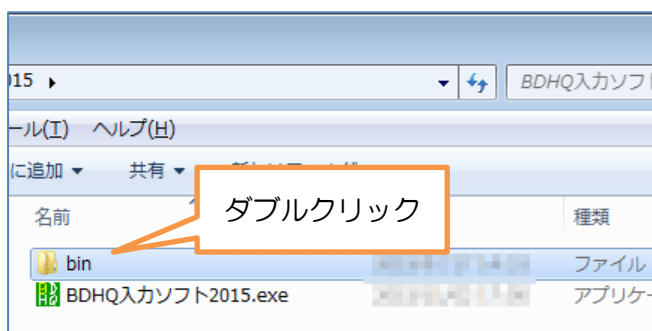 015 ▸ BDHQ入力ソフト
ール(T) ヘルプ(H)
に追加 ▼ 共有 ▼
ダブルクリック
名前 種類
bin ファイル
BDHQ入力ソフト2015.exe アプリケー